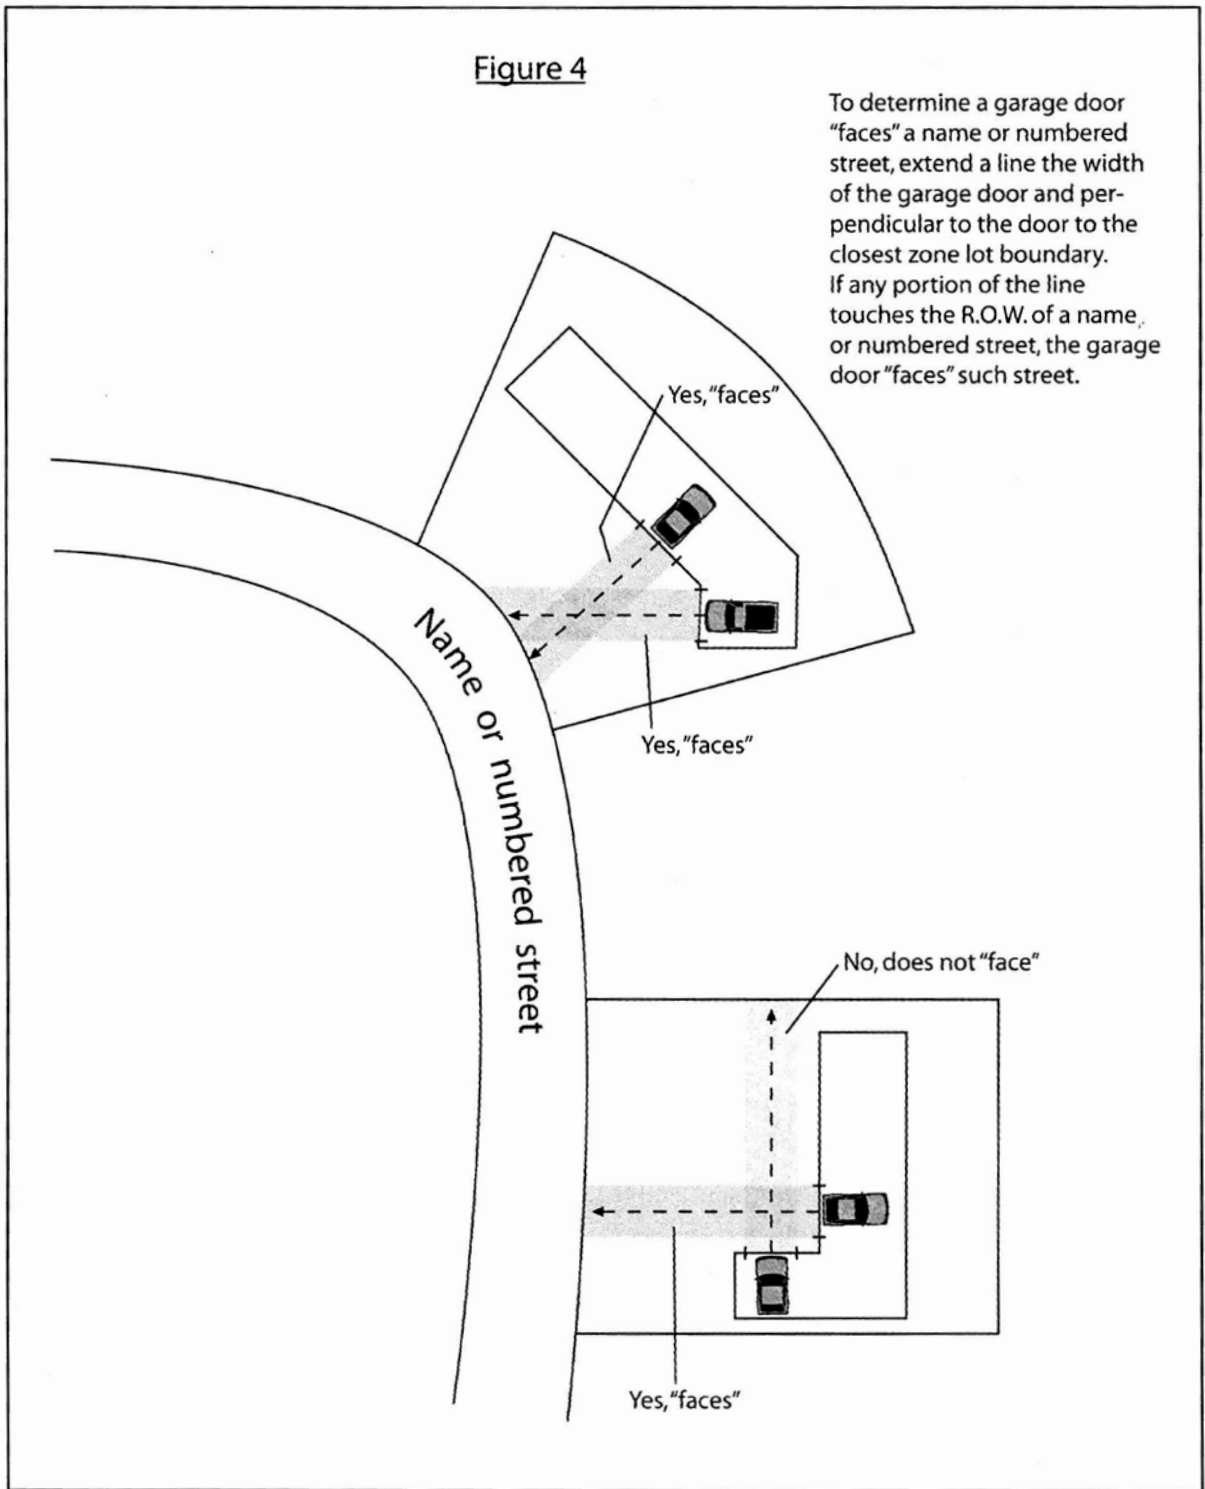 Figure 4
To determine a garage door
"faces" a name or numbered
street, extend a line the width
of the garage door and per-
pendicular to the door to the
closest zone lot boundary.
If any portion of the line
touches the R.O.W. of a name,
or numbered street, the garage
door "faces" such street.
Yes, "faces"
Name or numbered street
Yes, "faces"
No, does not "face"
Yes, "faces"